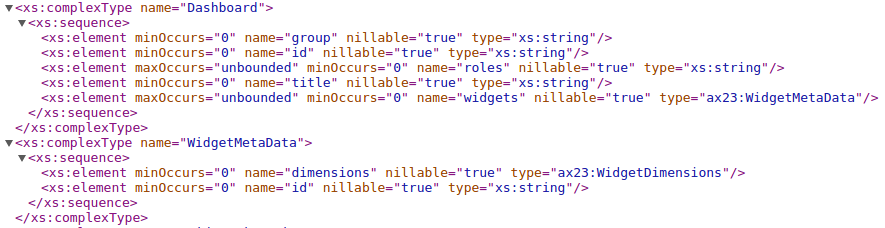 ▼<xs:complexType name="Dashboard">
▼<xs:sequence>
<xs:element minOccurs="0" name="group" nillable="true" type="xs:string"/>
<xs:element minOccurs="0" name="id" nillable="true" type="xs:string"/>
<xs:element maxOccurs="unbounded" minOccurs="0" name="roles" nillable="true" type="xs:string"/>
<xs:element minOccurs="0" name="title" nillable="true" type="xs:string"/>
<xs:element maxOccurs="unbounded" minOccurs="0" name="widgets" nillable="true" type="ax23:WidgetMetaData"/>
</xs:sequence>
</xs:complexType>
▼<xs:complexType name="WidgetMetaData">
▼<xs:sequence>
<xs:element minOccurs="0" name="dimensions" nillable="true" type="ax23:WidgetDimensions"/>
<xs:element minOccurs="0" name="id" nillable="true" type="xs:string"/>
</xs:sequence>
</xs:complexType>